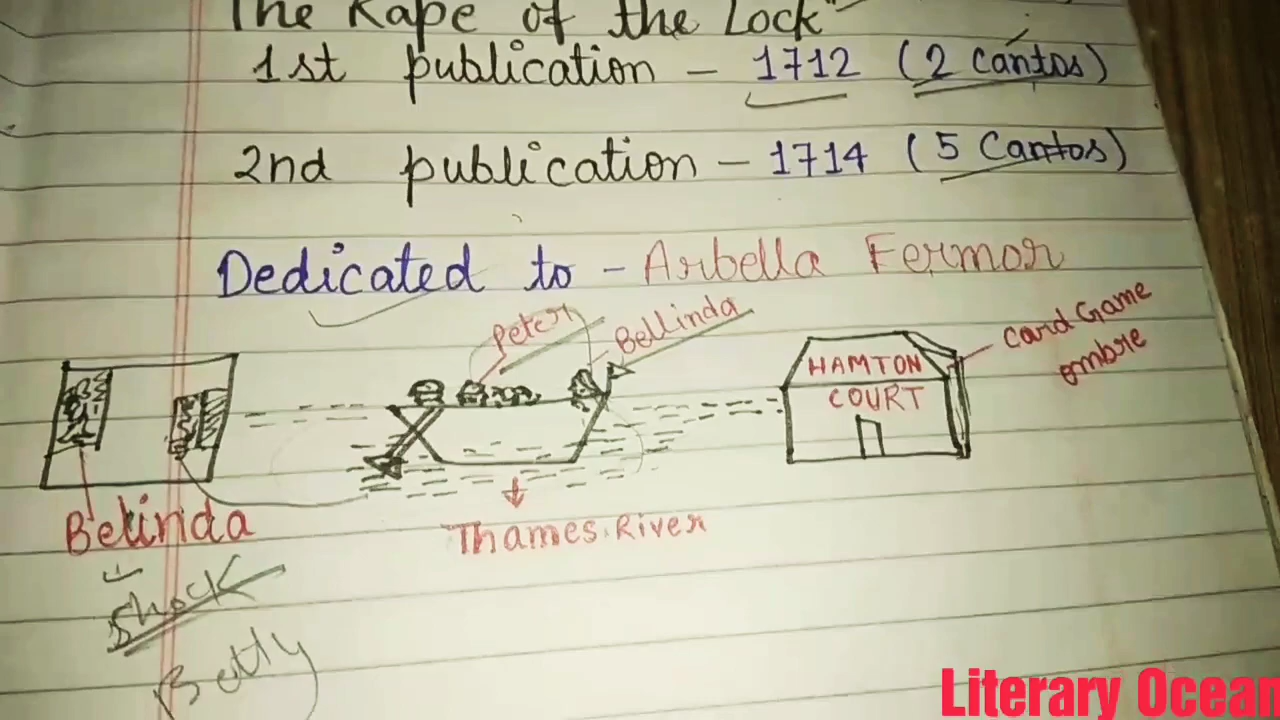 "The Rape of the Lock"
1st publication - 1712 (2 Cantos)
2nd publication - 1714 (5 Cantos)
Dedicated to - Arbella Fermor
Peter
Bellinda
Card Game
ombre
HAMTON
COURT
Belinda
Thames River
Shock
Betty
Literary Ocean